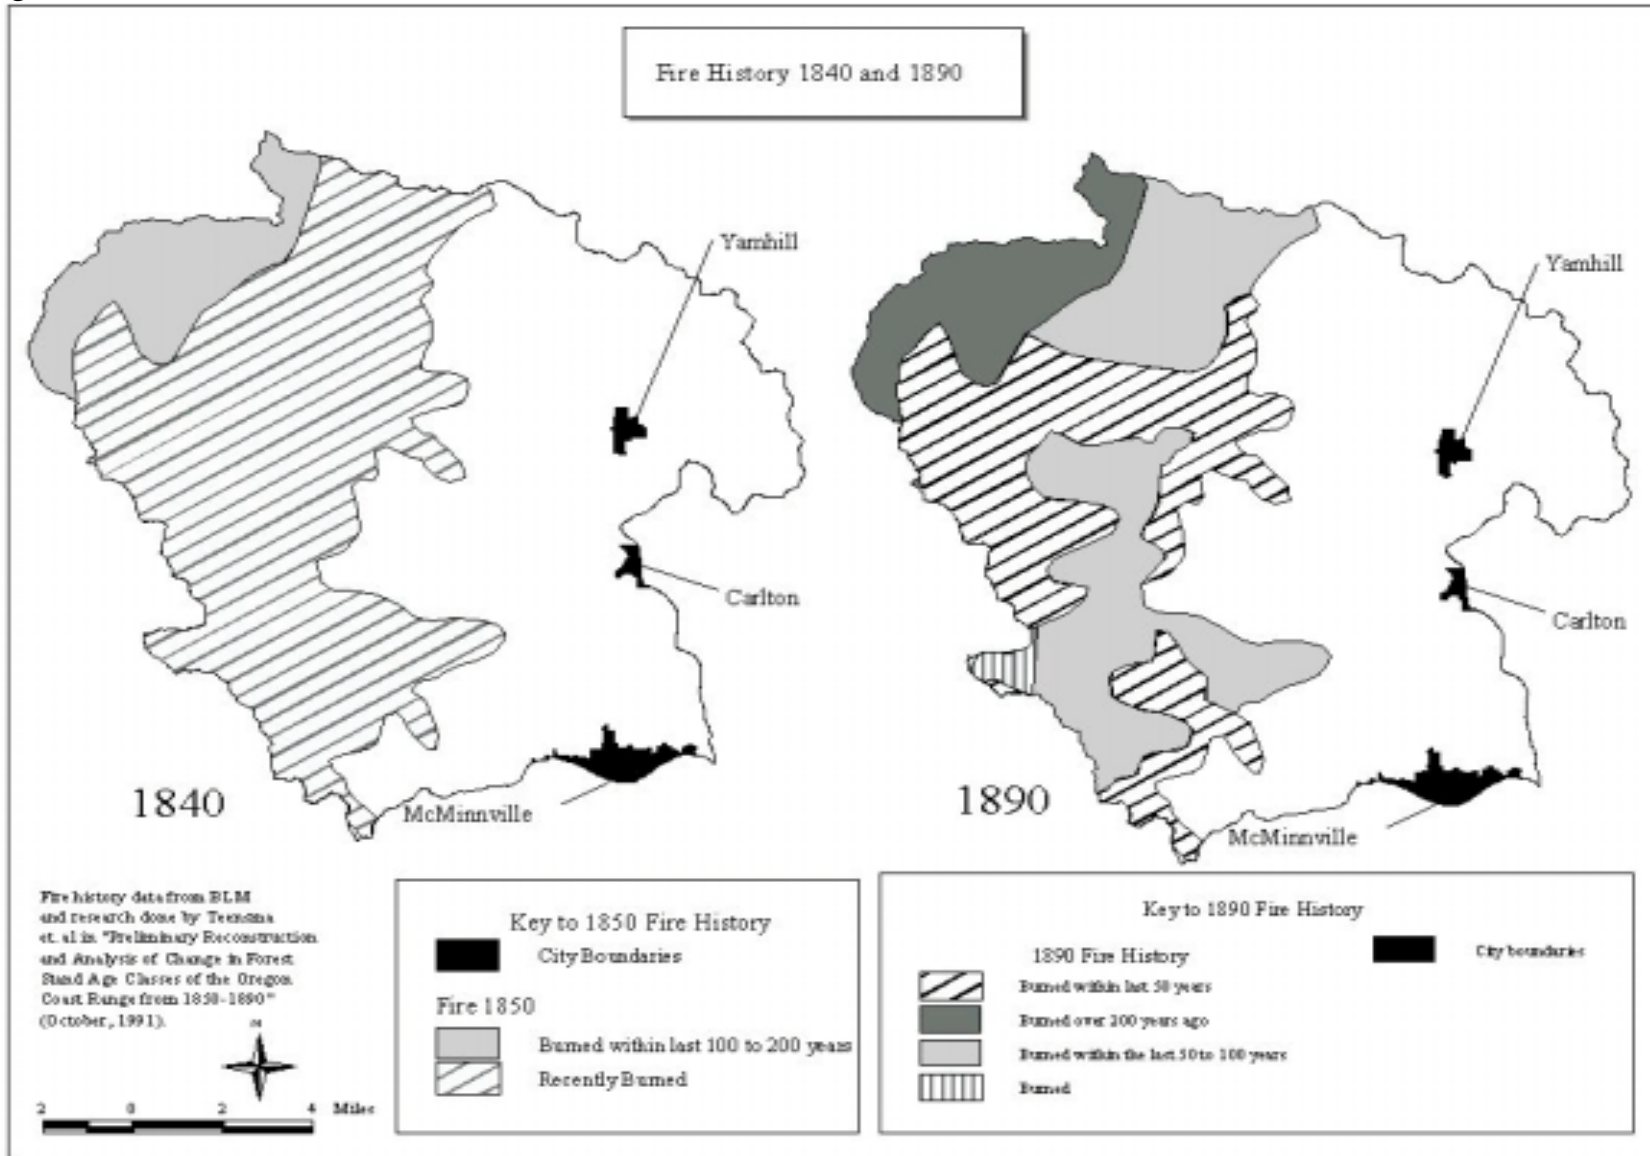 Fire History 1840 and 1890
Yamhill
Carlton
McMinnville
1840
Yamhill
Carlton
McMinnville
1890
Fire history data from BLM
and research done by Teensma
et. al in "Preliminary Reconstruction
and Analysis of Change in Forest
Stand Age Classes of the Oregon
Coast Range from 1850-1890"
(October, 1991).
N
2 0 2 4 Miles
Key to 1850 Fire History
City Boundaries
Fire 1850
Burned within last 100 to 200 years
Recently Burned
Key to 1890 Fire History
1890 Fire History
City boundaries
Burned within last 50 years
Burned over 200 years ago
Burned within the last 50 to 100 years
Burned